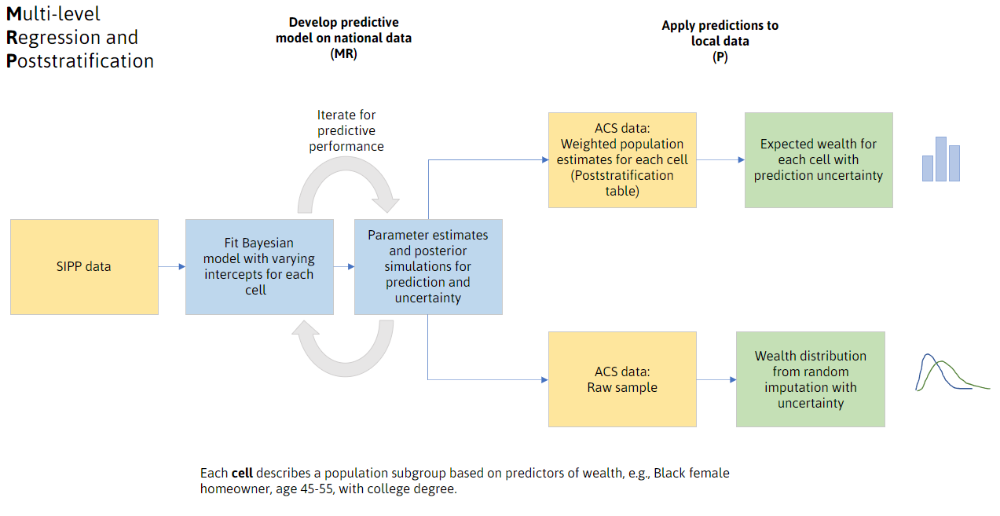 Multi-level
Regression and
Poststratification
Develop predictive
model on national data
(MR)
Apply predictions to
local data
(P)
Iterate for
predictive
performance
SIPP data
Fit Bayesian
model with varying
intercepts for each
cell
Parameter estimates
and posterior
simulations for
prediction and
uncertainty
ACS data:
Weighted population
estimates for each cell
(Poststratification
table)
Expected wealth for
each cell with
prediction uncertainty
ACS data:
Raw sample
Wealth distribution
from random
imputation with
uncertainty
Each cell describes a population subgroup based on predictors of wealth, e.g., Black female
homeowner, age 45-55, with college degree.